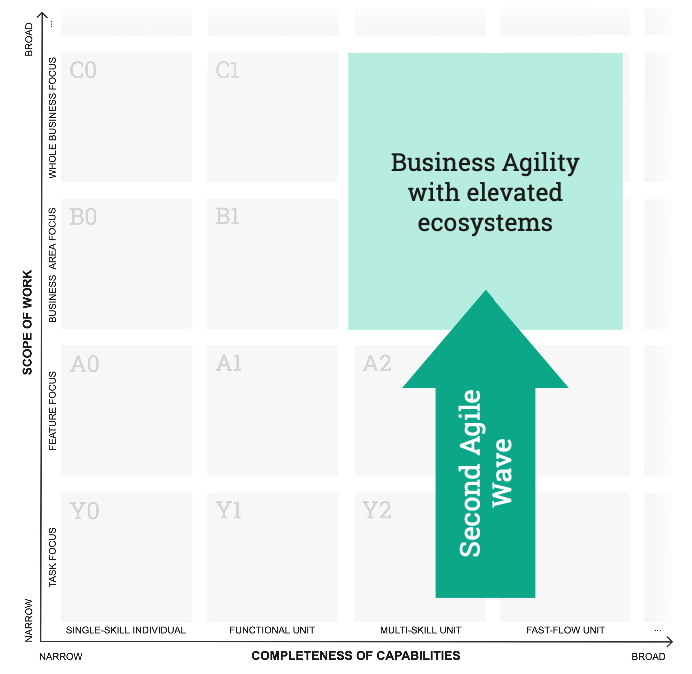 BROAD
...
WHOLE BUSINESS FOCUS
C0
C1
Business Agility
with elevated
ecosystems
BUSINESS AREA FOCUS
B0
B1
SCOPE OF WORK
FEATURE FOCUS
A0
A1
A2
Second Agile
Wave
TASK FOCUS
Y0
Y1
Y2
NARROW
SINGLE-SKILL INDIVIDUAL
FUNCTIONAL UNIT
MULTI-SKILL UNIT
FAST-FLOW UNIT
...
NARROW
COMPLETENESS OF CAPABILITIES
BROAD